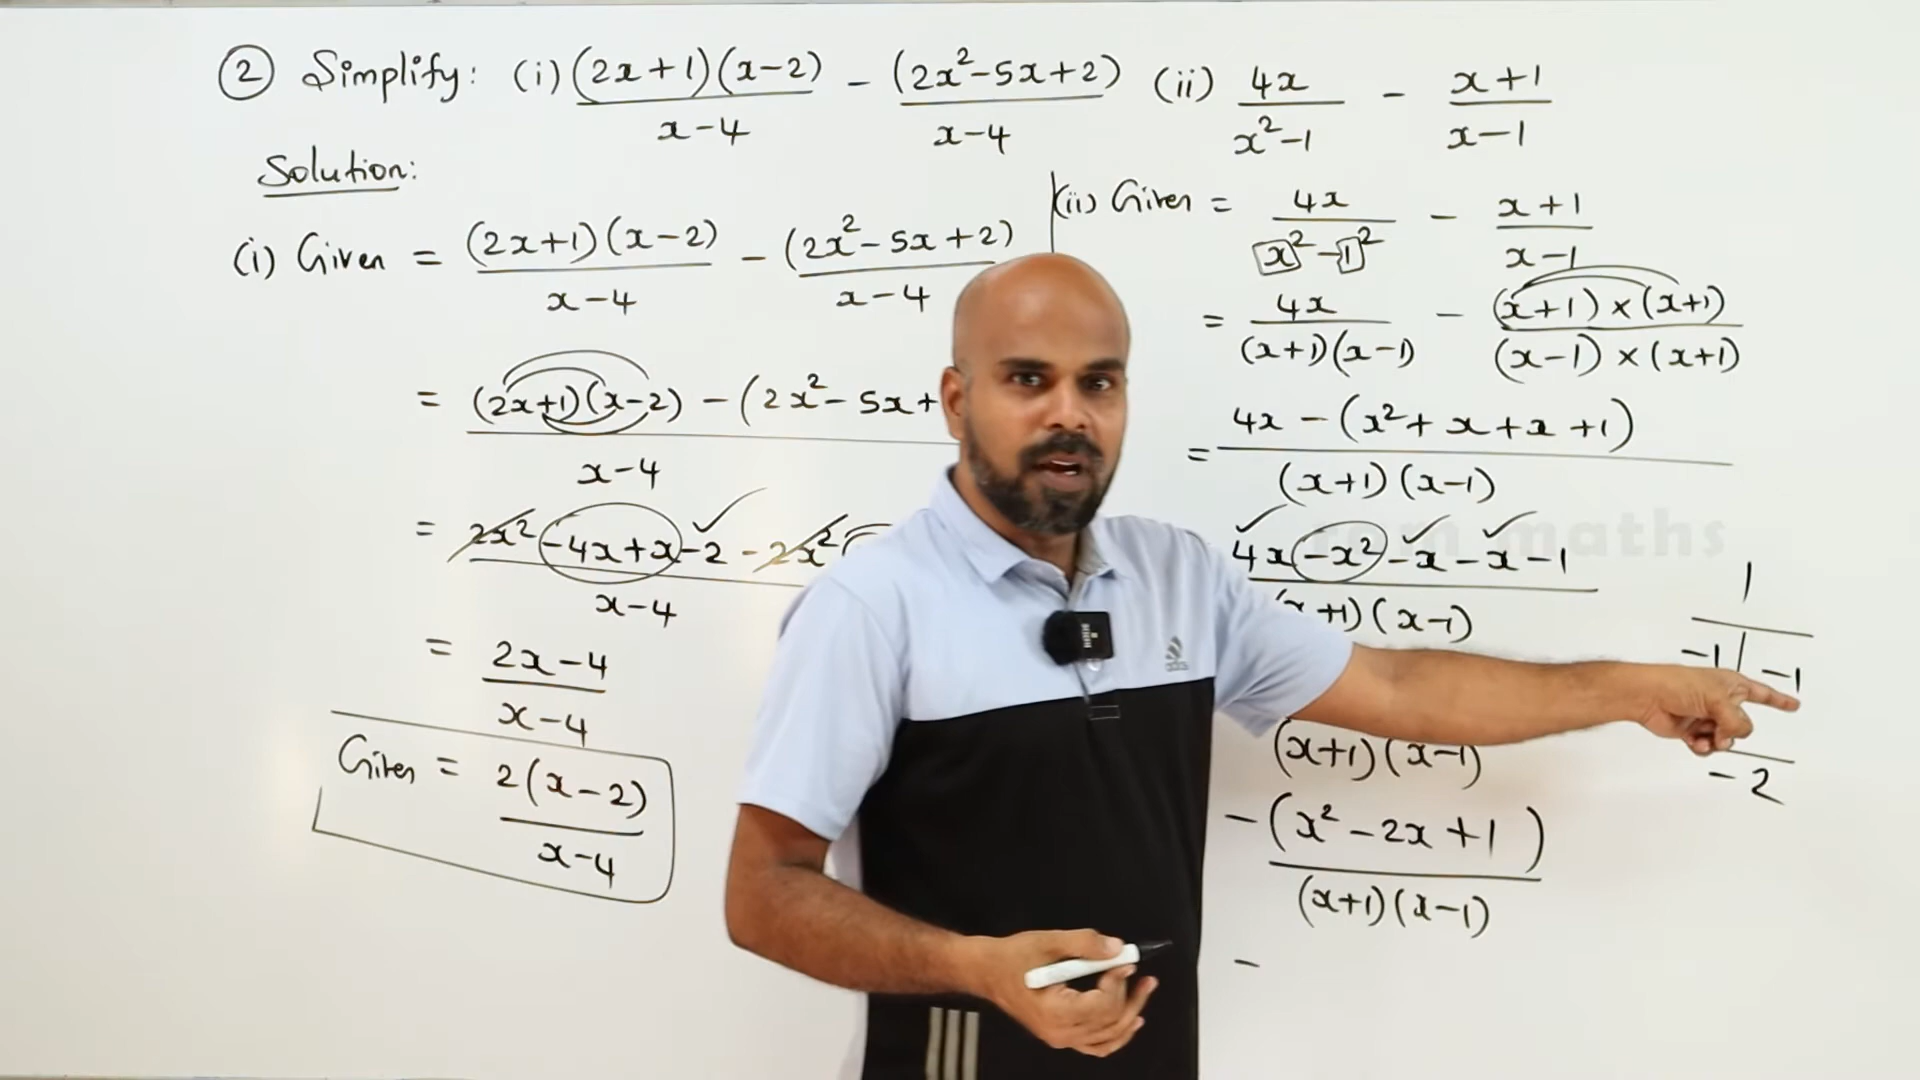 ② Simplify: (i) (2x+1)(x-2)/x-4 - (2x²-5x+2)/x-4 (ii) 4x/x²-1 - x+1/x-1
Solution:
(i) Given = (2x+1)(x-2)/x-4 - (2x²-5x+2)/x-4
= (2x+1)(x-2) - (2x²-5x+
x-4
= 2x²-4x+x-2 - 2x²
x-4
= 2x-4/x-4
Given = 2(x-2)/x-4
(ii) Given = 4x/x²-1² - x+1/x-1
= 4x/(x+1)(x-1) - (x+1)×(x+1)/(x-1)×(x+1)
= 4x-(x²+x+x+1)/(x+1)(x-1)
4x-x²-x-x-1
x+1)(x-1)
(x+1)(x-1)
-(x²-2x+1)
(x+1)(x-1)
-
1
-1 | -1
-2
ram maths
adidas